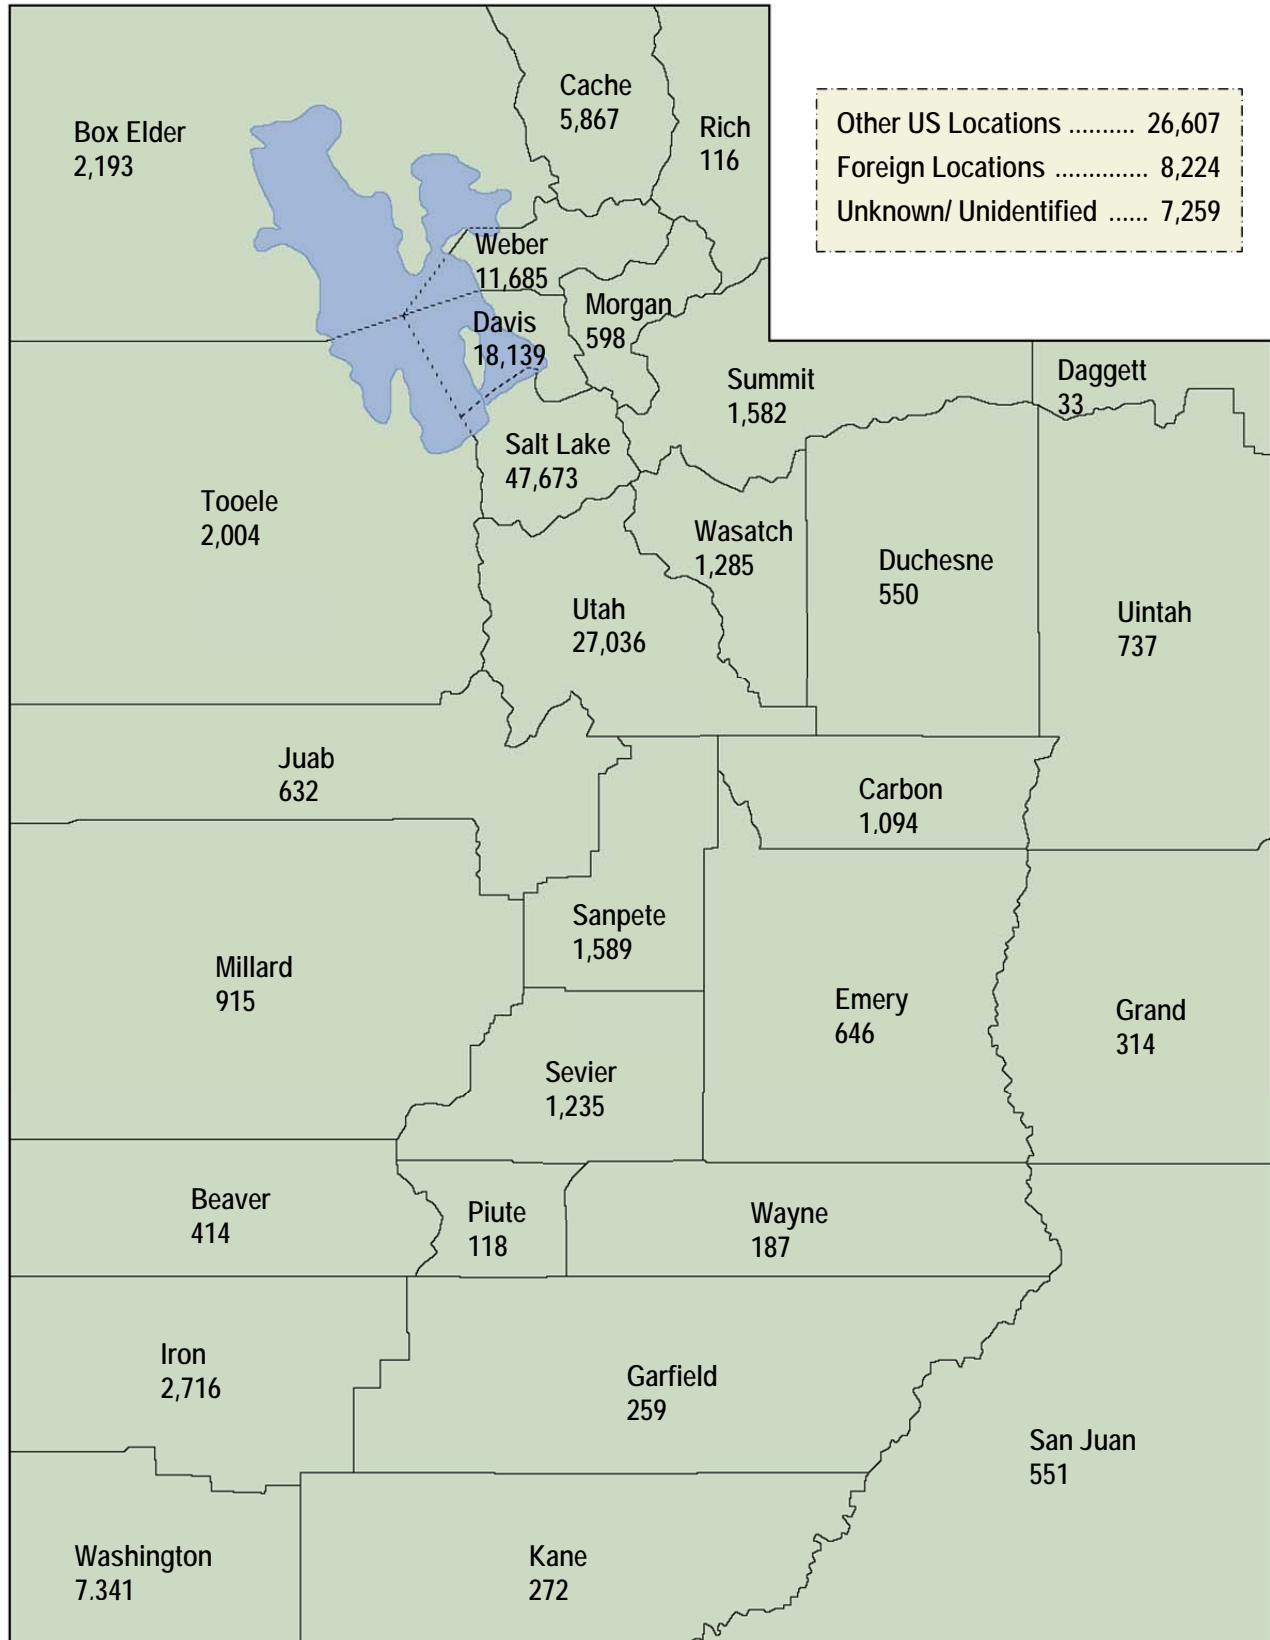 Cache
5,867
Box Elder
2,193
Rich
116
Other US Locations .......... 26,607
Foreign Locations ............. 8,224
Unknown/ Unidentified ...... 7,259
Weber
11,685
Morgan
598
Davis
18,139
Summit
1,582
Daggett
33
Salt Lake
47,673
Tooele
2,004
Wasatch
1,285
Duchesne
550
Utah
27,036
Uintah
737
Juab
632
Carbon
1,094
Sanpete
1,589
Millard
915
Emery
646
Grand
314
Sevier
1,235
Beaver
414
Piute
118
Wayne
187
Iron
2,716
Garfield
259
San Juan
551
Washington
7,341
Kane
272